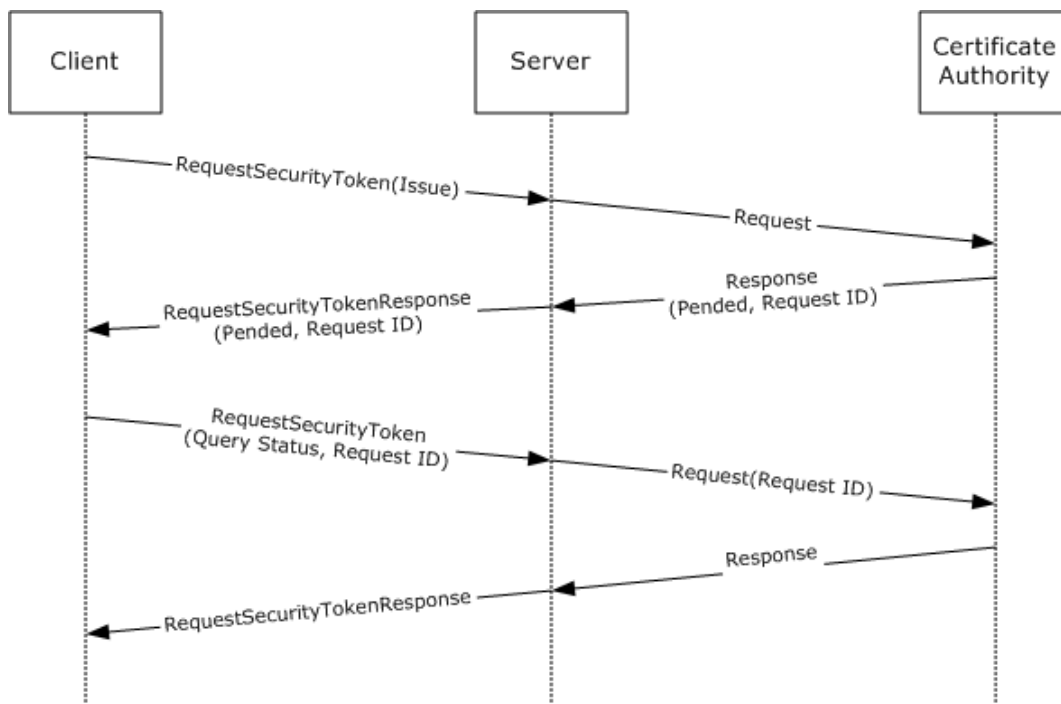 Client
Server
Certificate
Authority
RequestSecurityToken(Issue)
Request
Response
(Pended, Request ID)
RequestSecurityTokenResponse
(Pended, Request ID)
RequestSecurityToken
(Query Status, Request ID)
Request(Request ID)
Response
RequestSecurityTokenResponse